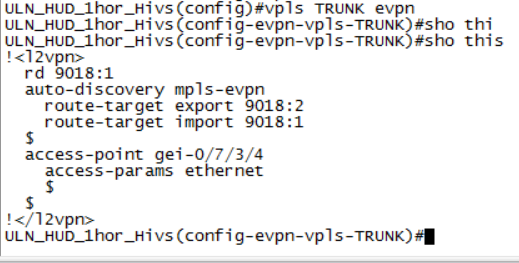 ULN_HUD_1hor_Hivs(config)#vpls TRUNK evpn
ULN_HUD_1hor_Hivs(config-evpn-vpls-TRUNK)#sho thi
ULN_HUD_1hor_Hivs(config-evpn-vpls-TRUNK)#sho this
!<l2vpn>
  rd 9018:1
  auto-discovery mpls-evpn
    route-target export 9018:2
    route-target import 9018:1
  $
  access-point gei-0/7/3/4
    access-params ethernet
    $
  $
!</l2vpn>
ULN_HUD_1hor_Hivs(config-evpn-vpls-TRUNK)#